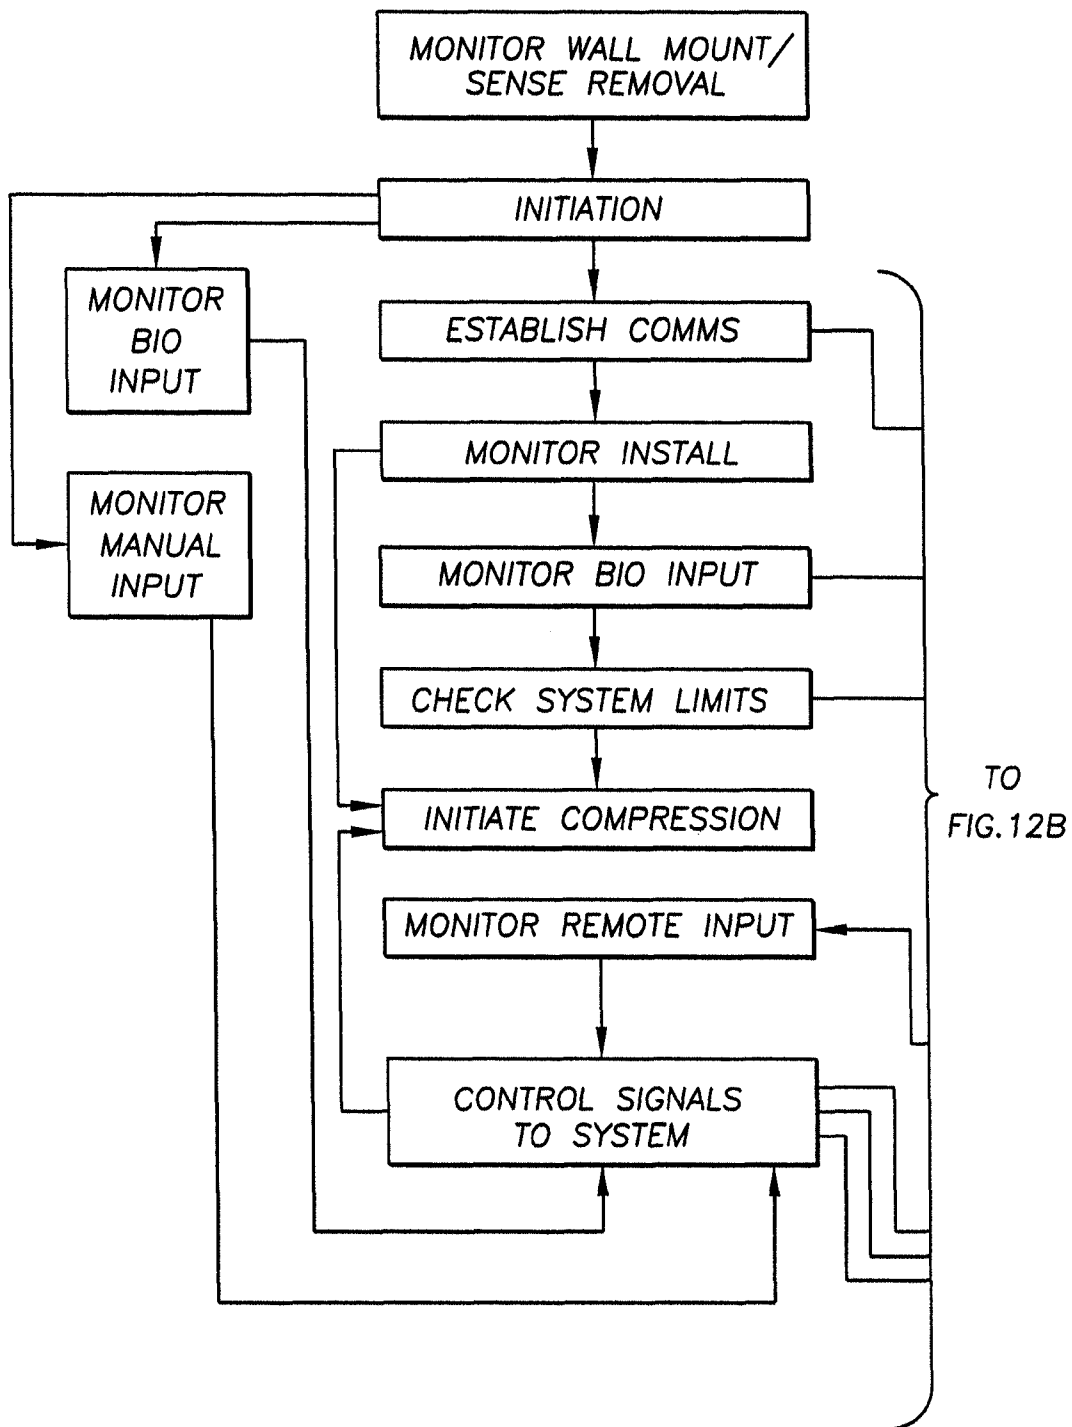 MONITOR WALL MOUNT/
SENSE REMOVAL
INITIATION
MONITOR
BIO
INPUT
ESTABLISH COMMS
MONITOR INSTALL
MONITOR
MANUAL
INPUT
MONITOR BIO INPUT
CHECK SYSTEM LIMITS
INITIATE COMPRESSION
TO
FIG.12B
MONITOR REMOTE INPUT
CONTROL SIGNALS
TO SYSTEM